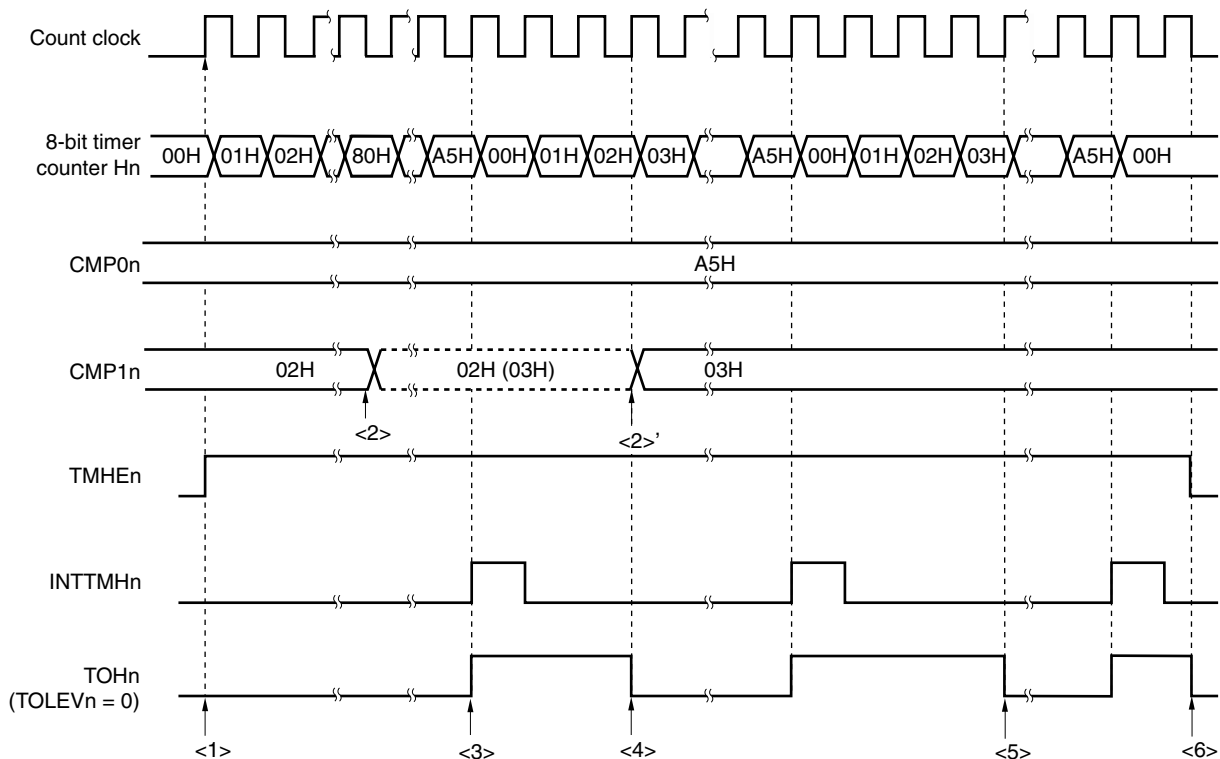 Count clock
8-bit timer
counter Hn
00H 01H 02H 80H A5H 00H 01H 02H 03H A5H 00H 01H 02H 03H A5H 00H
CMP0n
A5H
CMP1n
02H 02H (03H) 03H
<2> <2>’
TMHEn
INTTMHn
TOHn
(TOLEVn = 0)
<1> <3> <4> <5> <6>